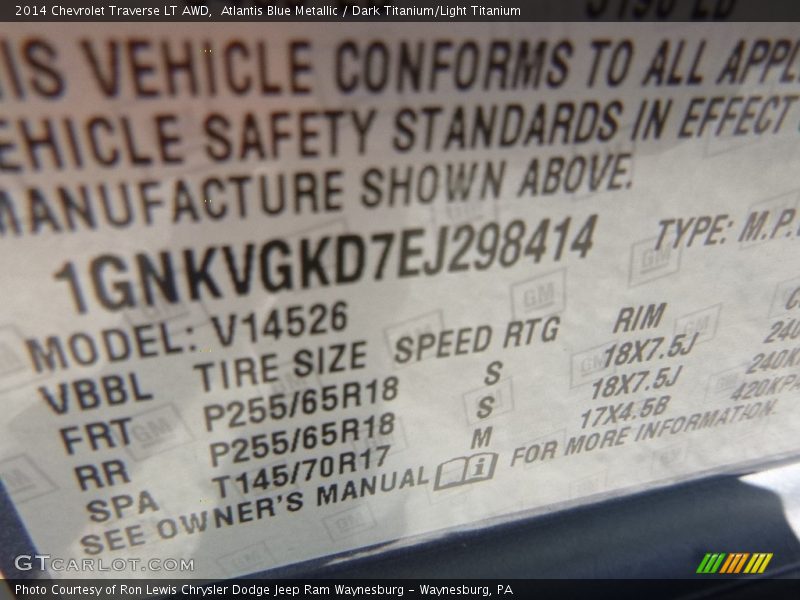 2014 Chevrolet Traverse LT AWD, Atlantis Blue Metallic / Dark Titanium/Light Titanium
VEHICLE CONFORMS TO ALL
SAFETY STANDARDS IN EFFECT
MANUFACTURE SHOWN ABOVE.
1GNKVGKD7EJ298414 TYPE: M.P.
MODEL: V14526
VBBL TIRE SIZE SPEED RTG RIM
FRT P255/65R18 S 18X7.5J
RR P255/65R18 S 18X7.5J
SPA T145/70R17 M 17X4.5B 420KP
SEE OWNER'S MANUAL FOR MORE INFORMATION.
GTCARLOT.COM
Photo Courtesy of Ron Lewis Chrysler Dodge Jeep Ram Waynesburg – Waynesburg, PA